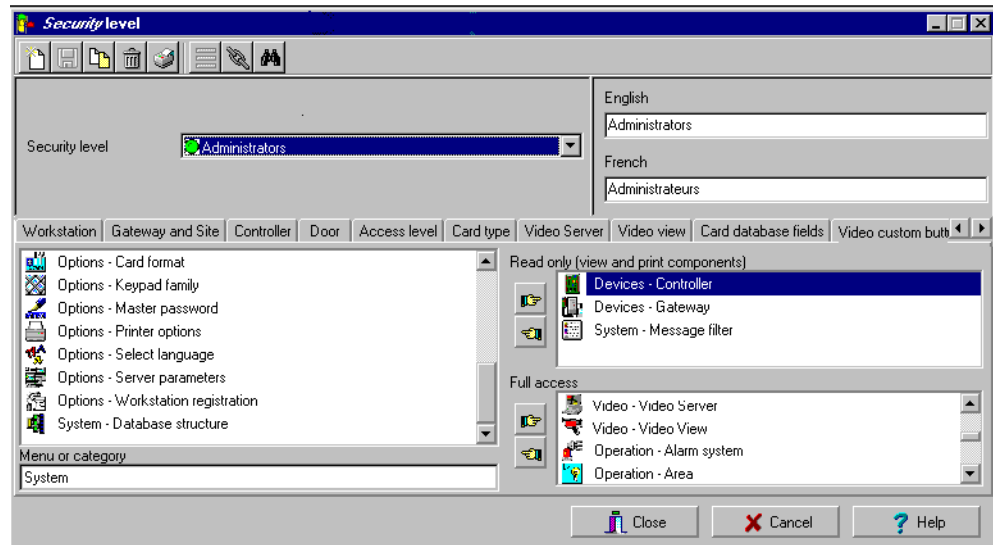 Security level
English
Administrators
Security level
Administrators
French
Administrateurs
Workstation Gateway and Site Controller Door Access level Card type Video Server Video view Card database fields Video custom butt
Options - Card format
Options - Keypad family
Options - Master password
Options - Printer options
Options - Select language
Options - Server parameters
Options - Workstation registration
System - Database structure
Menu or category
System
Read only (view and print components)
Devices - Controller
Devices - Gateway
System - Message filter
Full access
Video - Video Server
Video - Video View
Operation - Alarm system
Operation - Area
Close Cancel Help